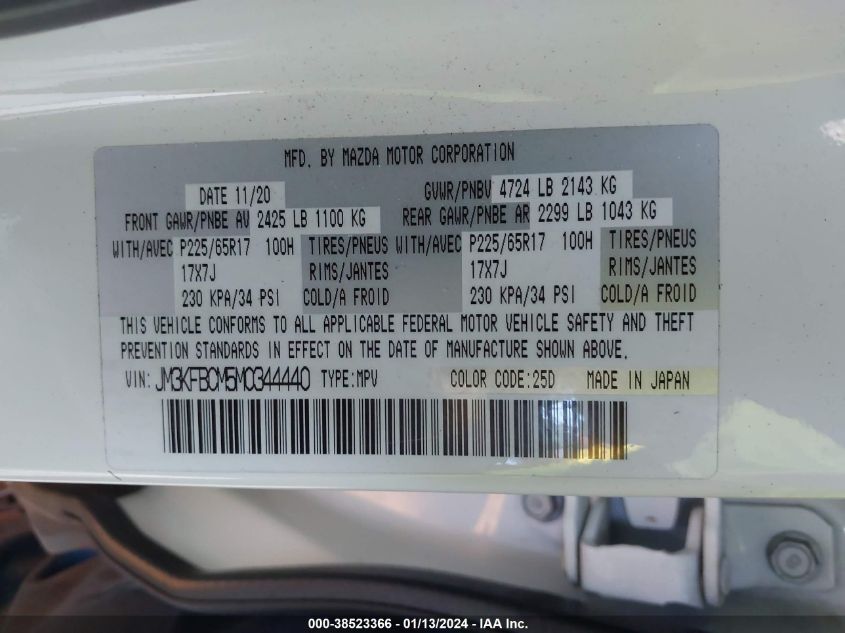 MFD. BY MAZDA MOTOR CORPORATION
DATE 11/20 GVWR/PNBV 4724 LB 2143 KG
FRONT GAWR/PNBE AV 2425 LB 1100 KG REAR GAWR/PNBE AR 2299 LB 1043 KG
WITH/AVEC P225/65R17 100H TIRES/PNEUS WITH/AVEC P225/65R17 100H TIRES/PNEUS
17X7J RIMS/JANTES 17X7J RIMS/JANTES
230 KPA/34 PSI COLD/A FROID 230 KPA/34 PSI COLD/A FROID
THIS VEHICLE CONFORMS TO ALL APPLICABLE FEDERAL MOTOR VEHICLE SAFETY AND THEFT
PREVENTION STANDARDS IN EFFECT ON THE DATE OF MANUFACTURE SHOWN ABOVE.
VIN: JM3KFBCM5M0344440 TYPE:MPV COLOR CODE:25D MADE IN JAPAN
000-38523366 - 01/13/2024 - IAA Inc.